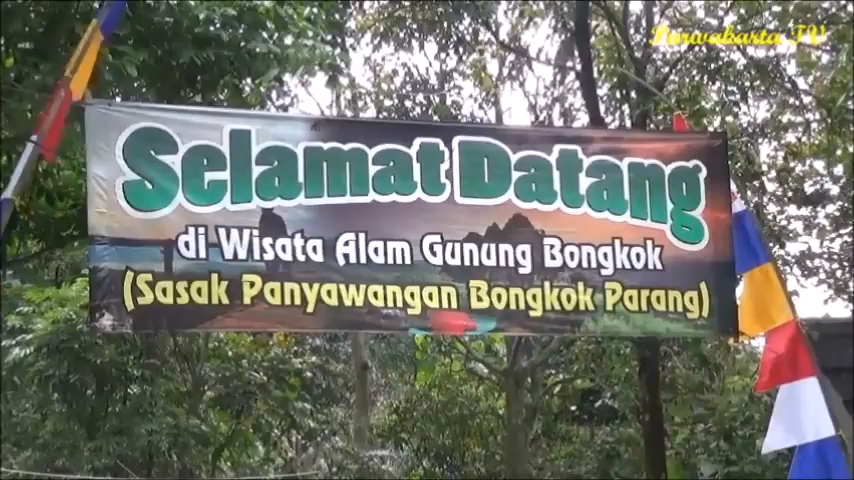 Purwakarta TV
Selamat Datang
di Wisata Alam Gunung Bongkok
(Sasak Panyawangan Bongkok Parang)